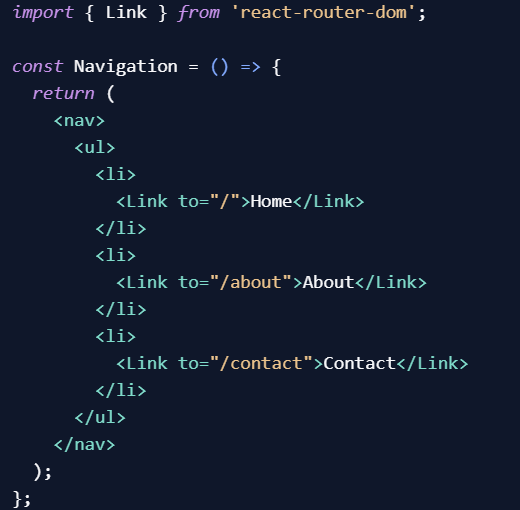 import { Link } from 'react-router-dom';

const Navigation = () => {
  return (
    <nav>
      <ul>
        <li>
          <Link to="/">Home</Link>
        </li>
        <li>
          <Link to="/about">About</Link>
        </li>
        <li>
          <Link to="/contact">Contact</Link>
        </li>
      </ul>
    </nav>
  );
};